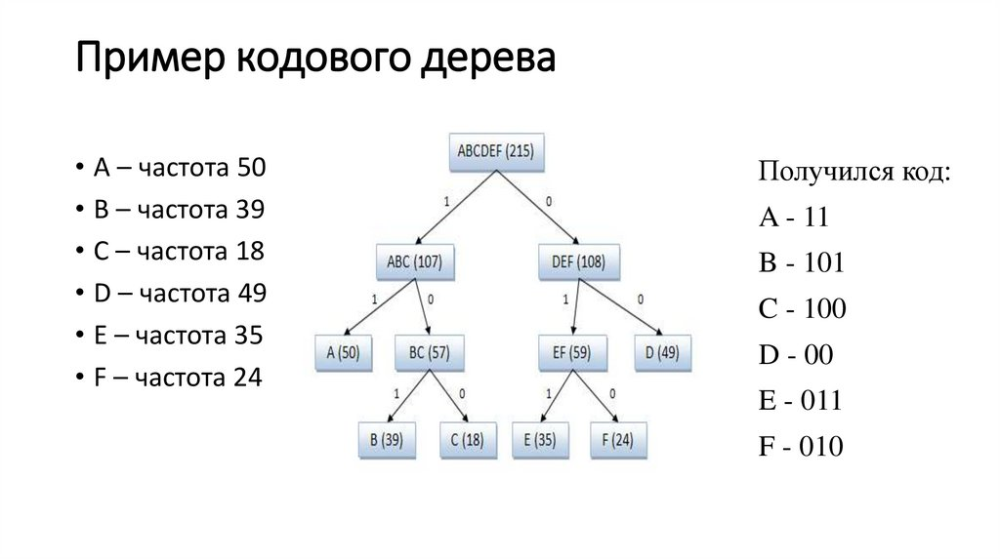 Пример кодового дерева
• A – частота 50
• B – частота 39
• C – частота 18
• D – частота 49
• E – частота 35
• F – частота 24
ABCDEF (215)
1 0
ABC (107) DEF (108)
1 0 1 0
A (50) BC (57) EF (59) D (49)
1 0 1 0
B (39) C (18) E (35) F (24)
Получился код:
A - 11
B - 101
C - 100
D - 00
E - 011
F - 010